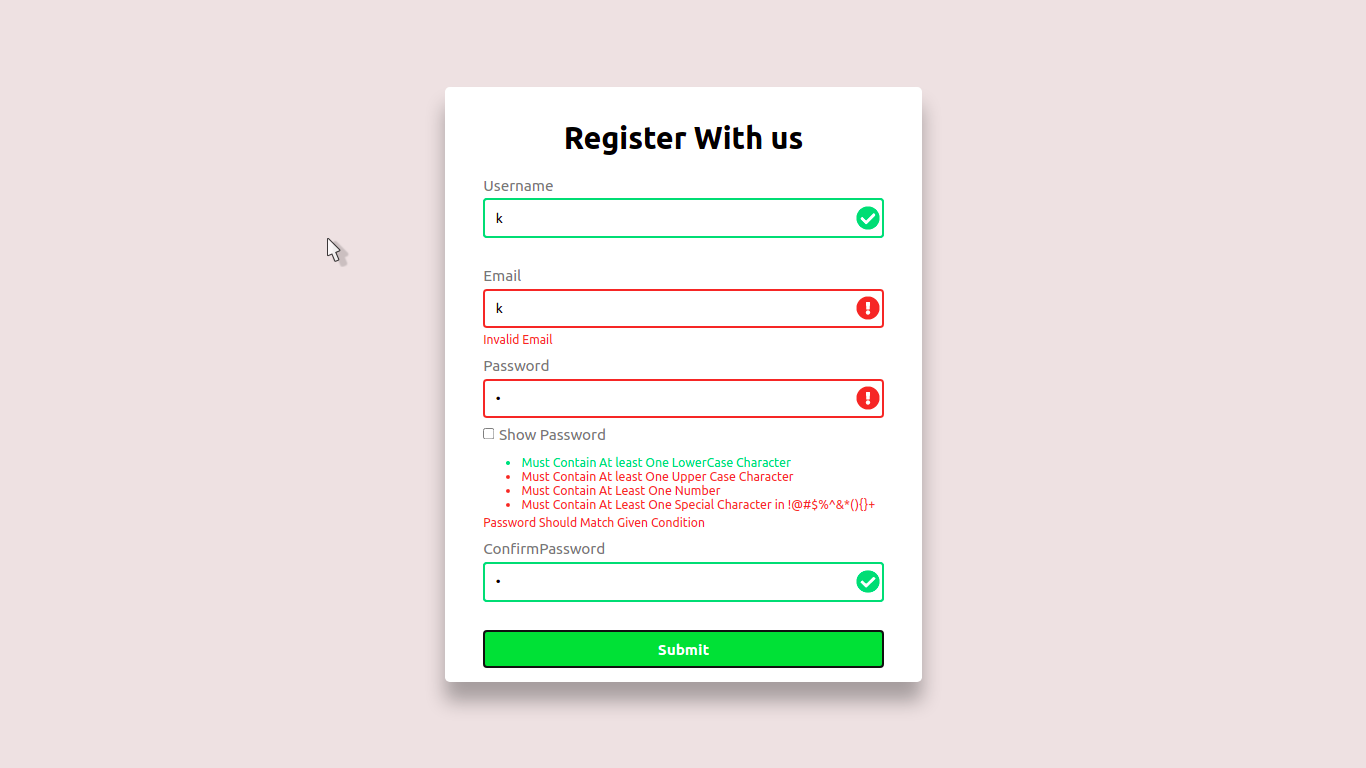 Register With us
Username
k
Email
k
Invalid Email
Password
•
Show Password
• Must Contain At least One LowerCase Character
• Must Contain At least One Upper Case Character
• Must Contain At Least One Number
• Must Contain At Least One Special Character in !@#$%^&*(){}+
Password Should Match Given Condition
ConfirmPassword
•
Submit